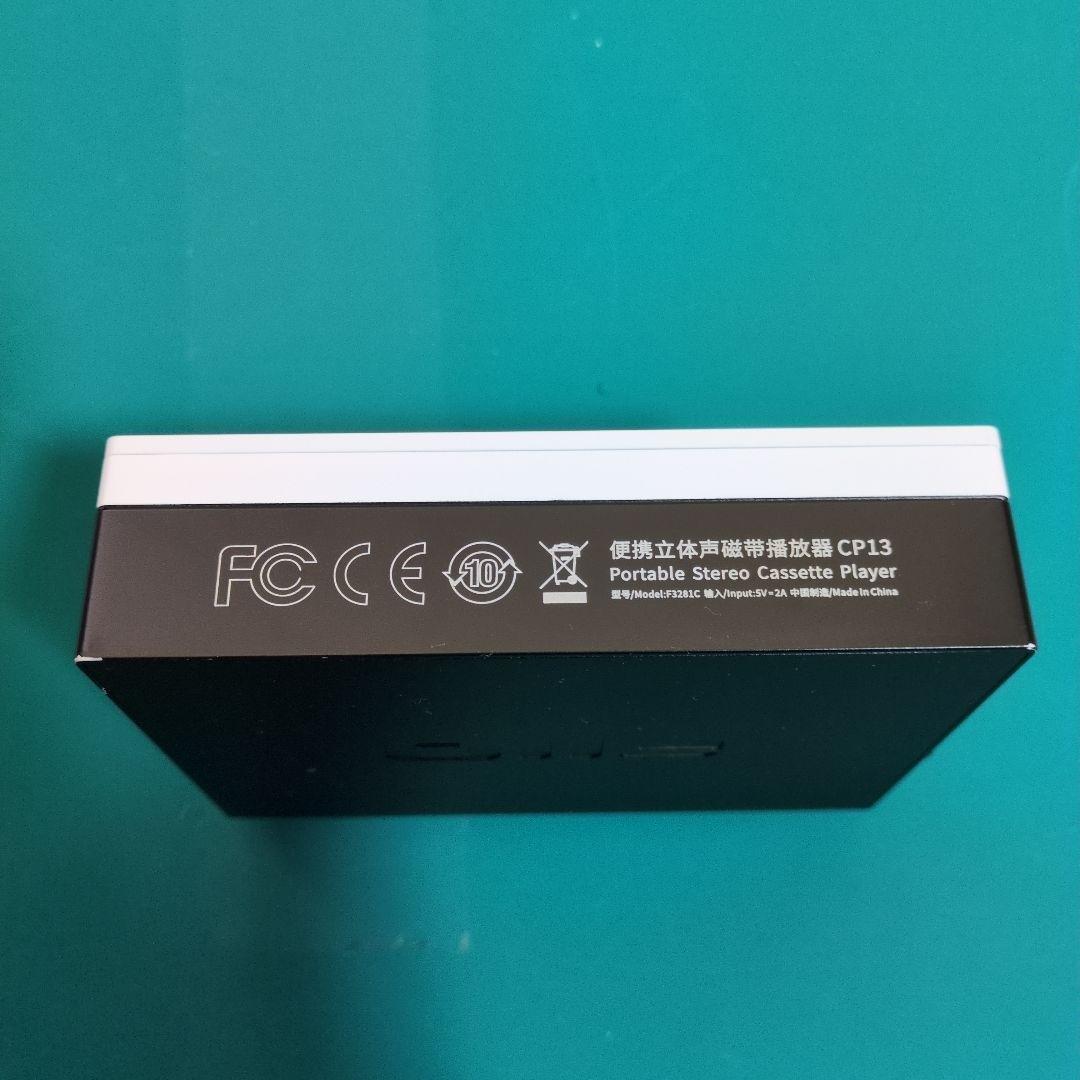 FC CE 10
便携立体声磁带播放器 CP13
Portable Stereo Cassette Player
型号/Model:F3281C 输入/Input:5V=2A 中国制造/Made in China